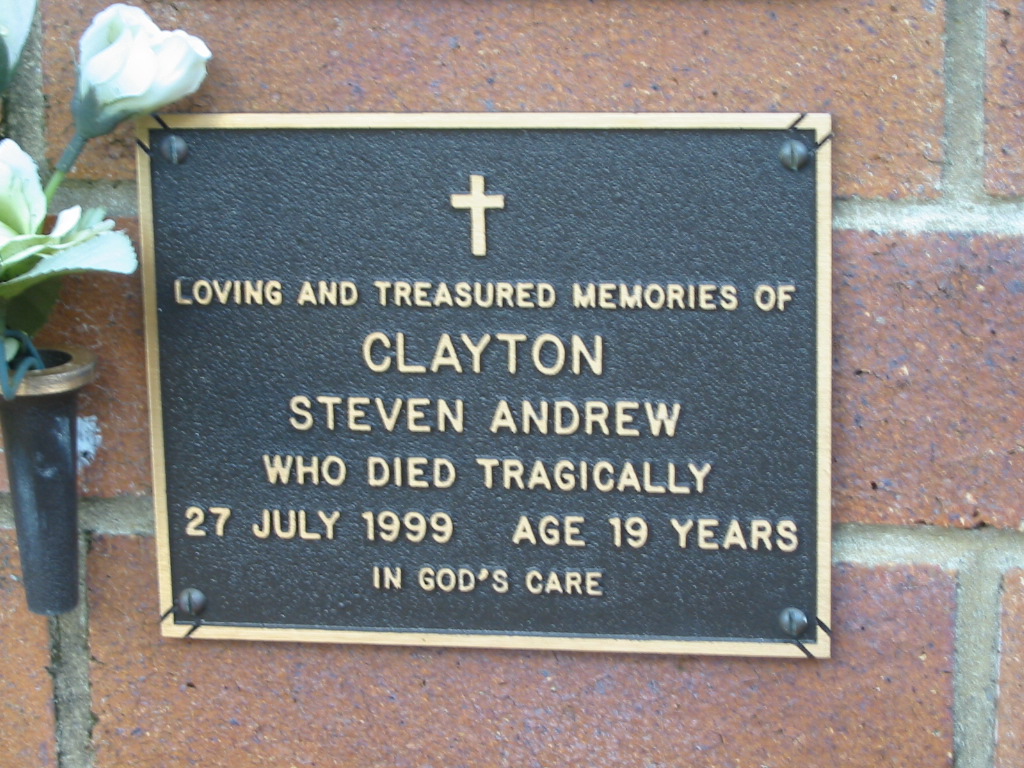 LOVING AND TREASURED MEMORIES OF
CLAYTON
STEVEN ANDREW
WHO DIED TRAGICALLY
27 JULY 1999 AGE 19 YEARS
IN GOD'S CARE